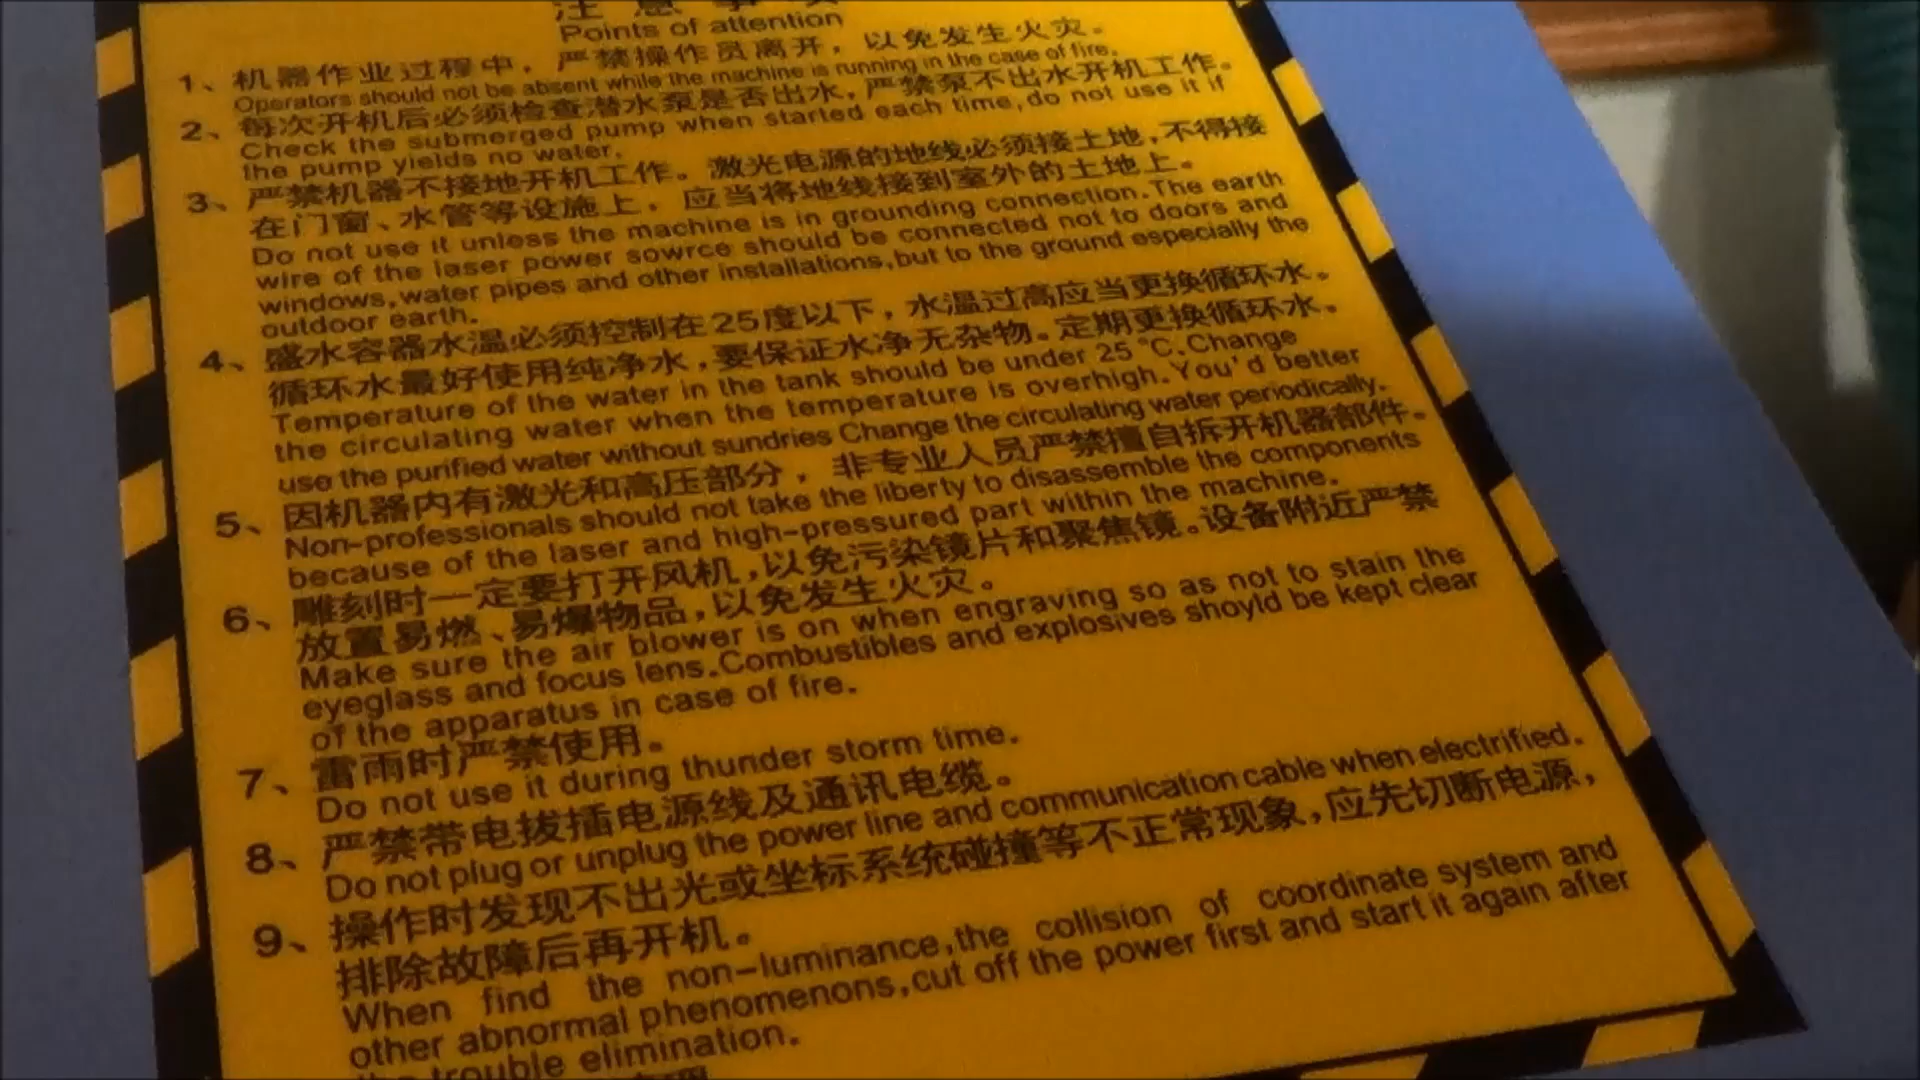 注意事项
Points of attention
1、机器作业过程中，严禁操作员离开，以免发生火灾。
Operators should not be absent while the machine is running in the case of fire.
2、每次开机后必须检查潜水泵是否出水，严禁泵不出水开机工作。
Check the submerged pump when started each time,do not use it if
the pump yields no water.
3、严禁机器不接地开机工作。激光电源的地线必须接土地，不得接
在门窗、水管等设施上，应当将地线接到室外的土地上。
Do not use it unless the machine is in grounding connection.The earth
wire of the laser power sowrce should be connected not to doors and
windows,water pipes and other installations,but to the ground especially the
outdoor earth.
4、盛水容器水温必须控制在25度以下，水温过高应当更换循环水。
循环水最好使用纯净水，要保证水净无杂物。定期更换循环水。
Temperature of the water in the tank should be under 25℃.Change
the circulating water when the temperature is overhigh.You'd better
use the purified water without sundries Change the circulating water periodically.
5、因机器内有激光和高压部分，非专业人员严禁擅自拆开机器部件。
Non-professionals should not take the liberty to disassemble the components
because of the laser and high-pressured part within the machine.
6、雕刻时一定要打开风机，以免污染镜片和聚焦镜。设备附近严禁
放置易燃、易爆物品，以免发生火灾。
Make sure the air blower is on when engraving so as not to stain the
eyeglass and focus lens.Combustibles and explosives shoyld be kept clear
of the apparatus in case of fire.
7、雷雨时严禁使用。
Do not use it during thunder storm time.
8、严禁带电拔插电源线及通讯电缆。
Do not plug or unplug the power line and communication cable when electrified.
9、操作时发现不出光或坐标系统碰撞等不正常现象，应先切断电源，
排除故障后再开机。
When find the non-luminance,the collision of coordinate system and
other abnormal phenomenons,cut off the power first and start it again after
the trouble elimination.